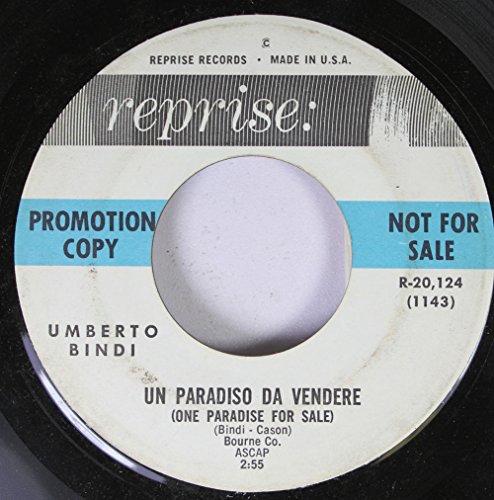 ©
REPRISE RECORDS • MADE IN U.S.A.
reprise:
PROMOTION COPY
NOT FOR SALE
R-20,124
(1143)
UMBERTO
BINDI
UN PARADISO DA VENDERE
(ONE PARADISE FOR SALE)
(Bindi - Cason)
Bourne Co.
ASCAP
2:55